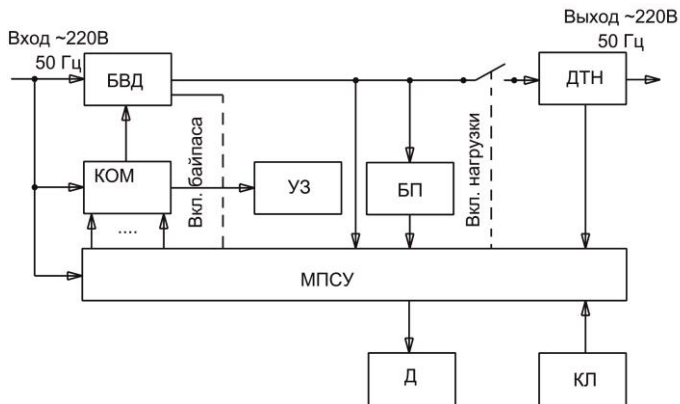 Вход ~220В
50 Гц
Выход ~220В
50 Гц
БВД
ДТН
КОМ
Вкл. байпаса
УЗ
БП
Вкл. нагрузки
....
МПСУ
Д
КЛ